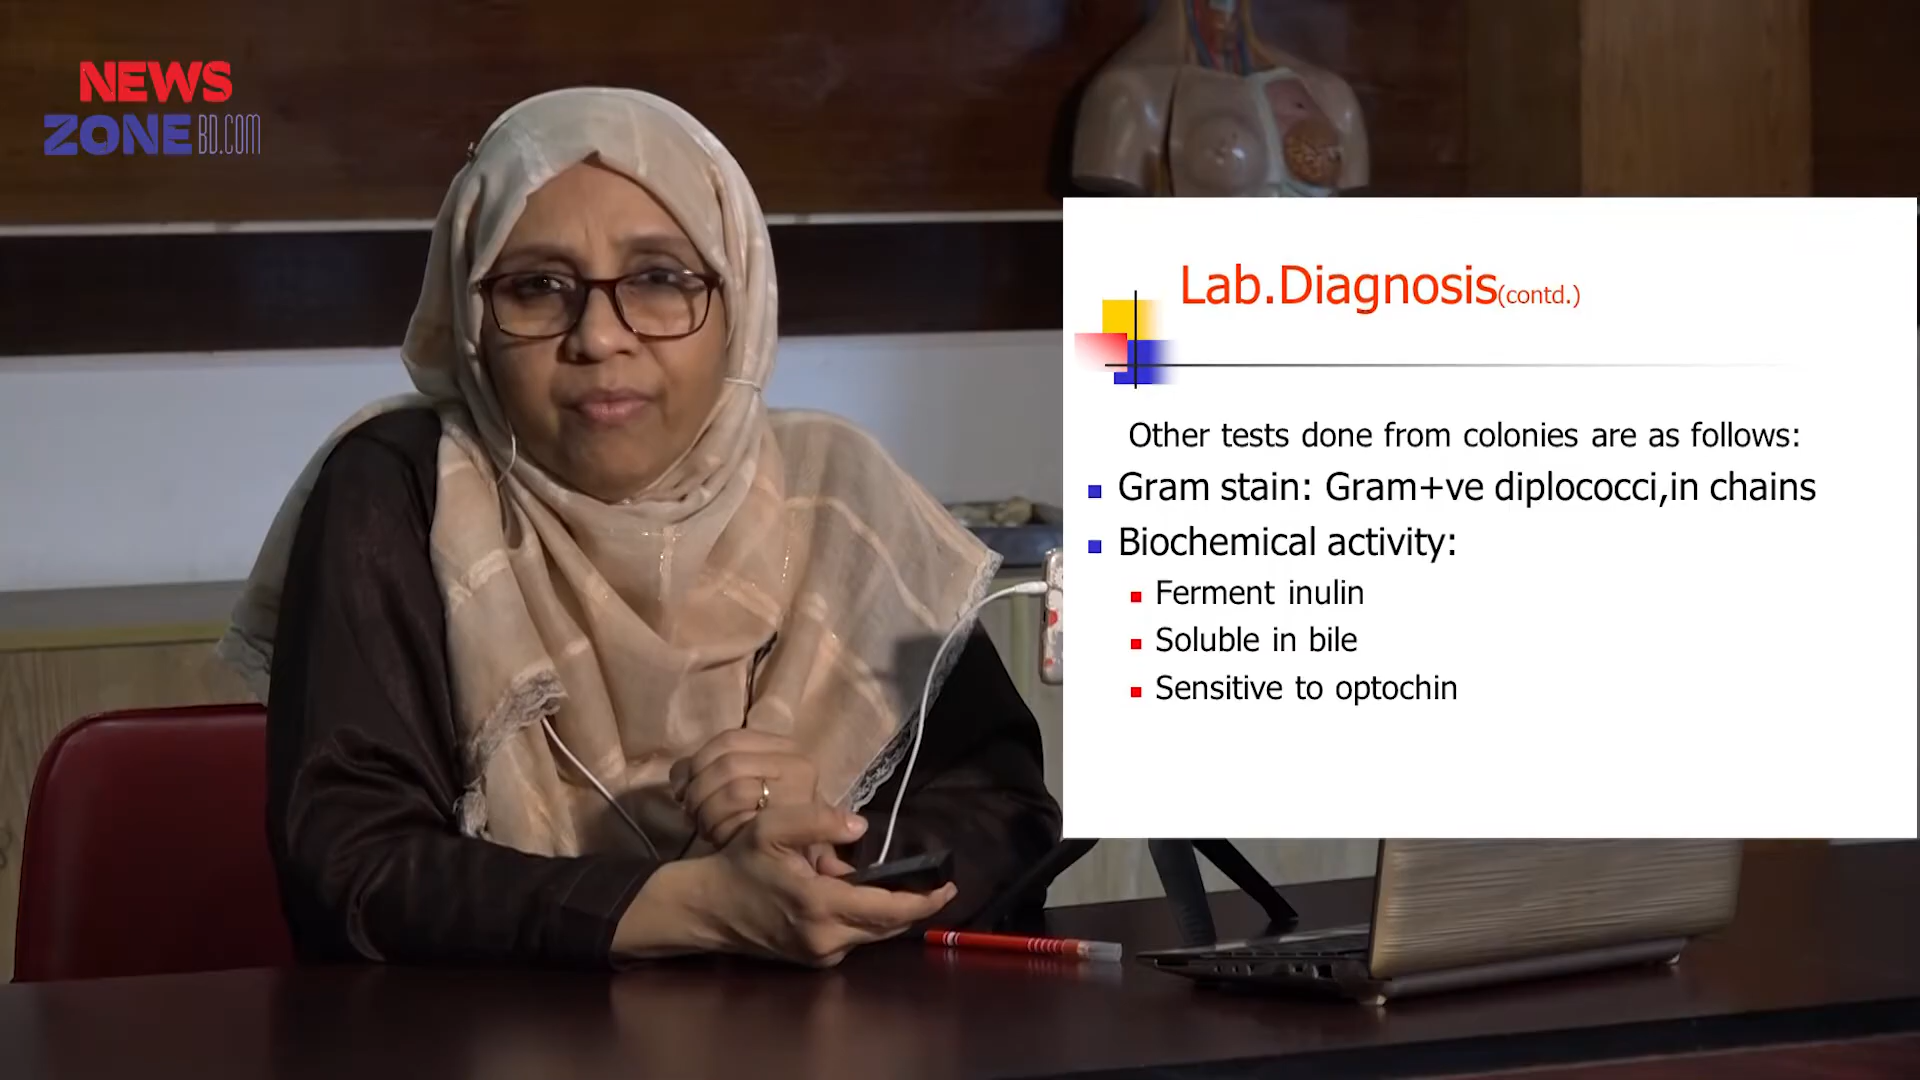 NEWS
ZONE BD.COM
Lab.Diagnosis(contd.)
Other tests done from colonies are as follows:
Gram stain: Gram+ve diplococci,in chains
Biochemical activity:
Ferment inulin
Soluble in bile
Sensitive to optochin